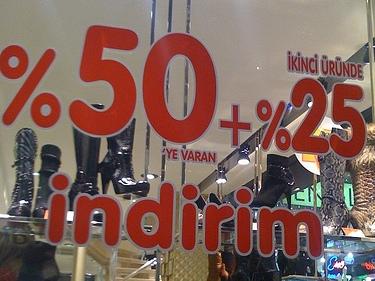 %50
'YE VARAN
+
İKİNCİ ÜRÜNDE
%25
indirim